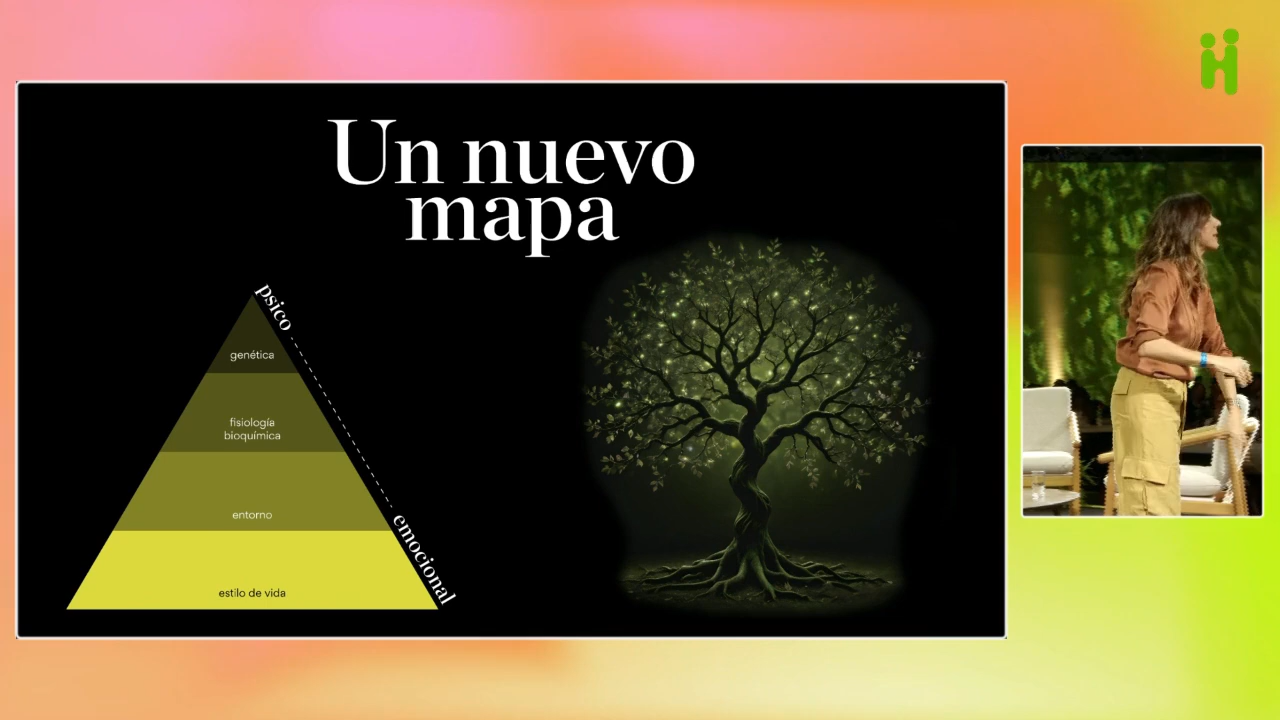 Un nuevo
mapa
psico
genética
fisiología
bioquímica
entorno
emocional
estilo de vida